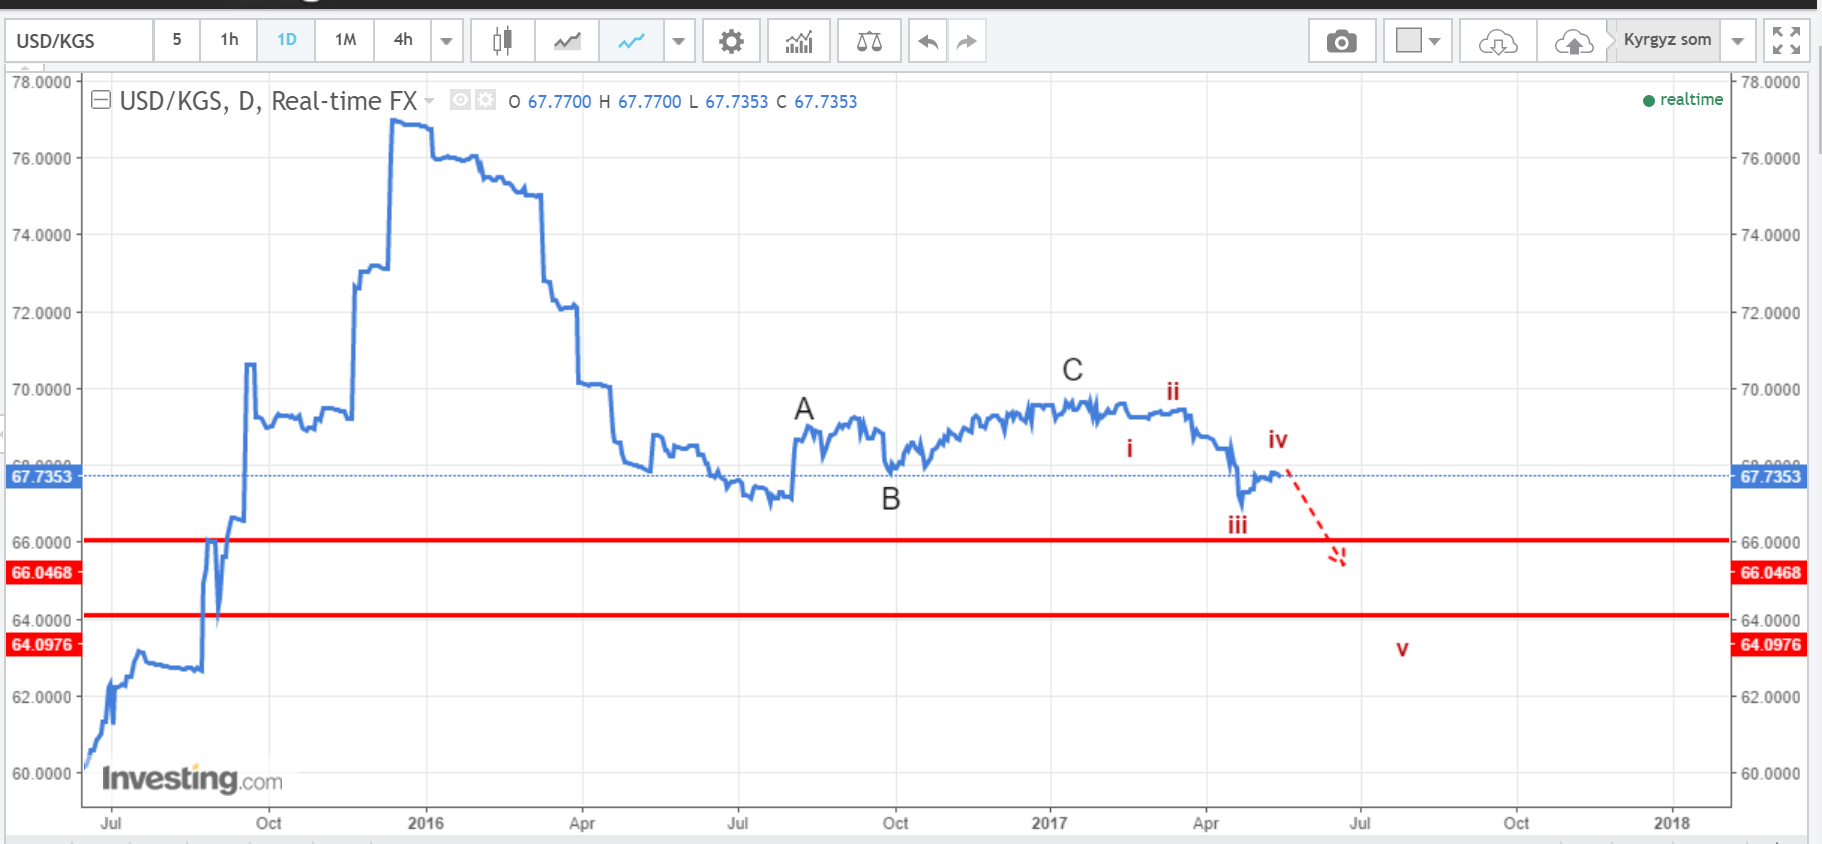 USD/KGS 5 1h 1D 1M 4h Kyrgyz som
78.0000 USD/KGS, D, Real-time FX O 67.7700 H 67.7700 L 67.7353 C 67.7353 realtime 78.0000
76.0000 76.0000
74.0000 74.0000
72.0000 72.0000
C
70.0000 ii 70.0000
A
iv
i
68.0000 68.0000
67.7353 67.7353
B
iii
66.0000 66.0000
66.0468 66.0468
64.0000 64.0000
64.0976 v 64.0976
62.0000 62.0000
60.0000 Investing.com 60.0000
Jul Oct 2016 Apr Jul Oct 2017 Apr Jul Oct 2018